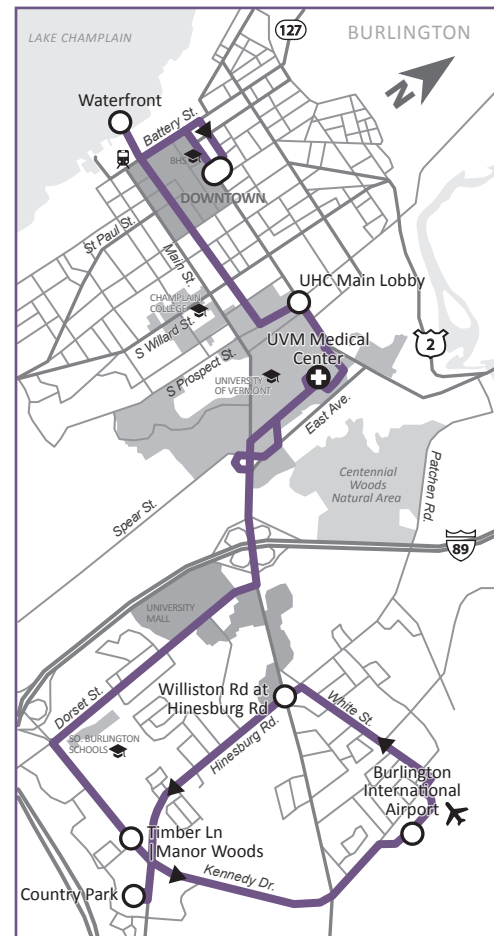 LAKE CHAMPLAIN
127
BURLINGTON
N
Waterfront
Battery St.
BHS
DOWNTOWN
St Paul St.
Main St.
UHC Main Lobby
CHAMPLAIN
COLLEGE
S Willard St.
UVM Medical
Center
2
S Prospect St.
UNIVERSITY
OF VERMONT
East Ave.
Centennial
Woods
Natural Area
Patchen Rd.
Spear St.
89
UNIVERSITY
MALL
Dorset St.
Williston Rd at
Hinesburg Rd
White St.
SO. BURLINGTON
SCHOOLS
Hinesburg Rd.
Burlington
International
Airport
Timber Ln
| Manor Woods
Country Park
Kennedy Dr.